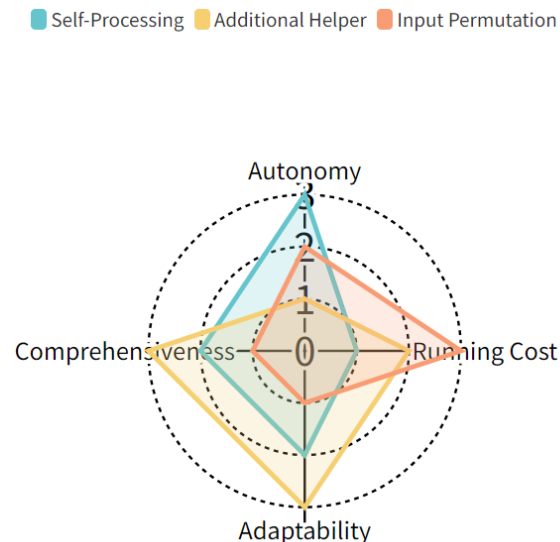 Self-Processing Additional Helper Input Permutation
Autonomy
3
2
1
Comprehensiveness 0 Running Cost
Adaptability